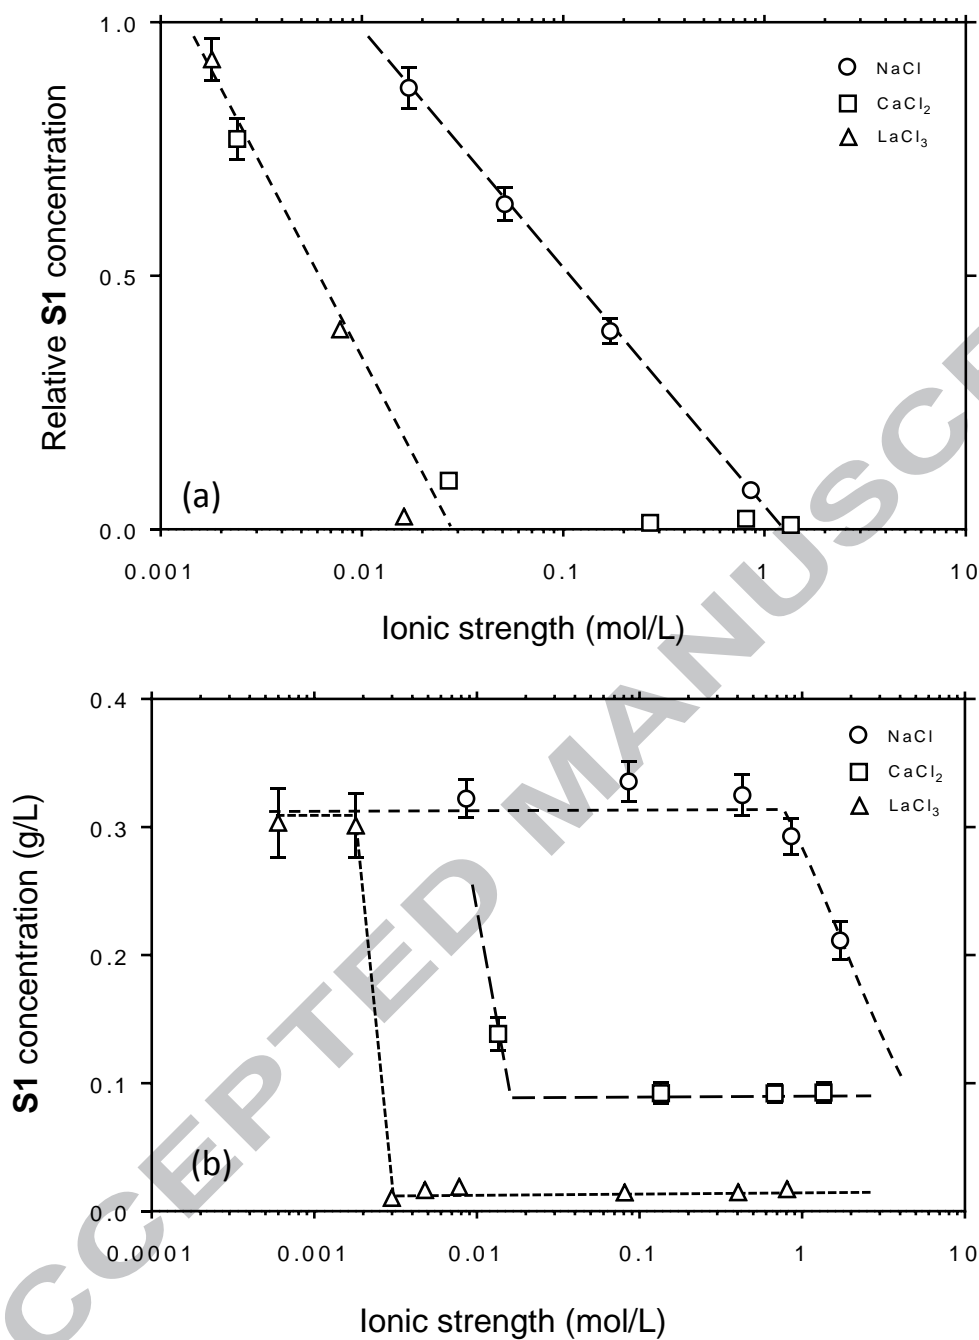 1.0
NaCl
CaCl2
LaCl3
0.5
Relative S1 concentration
(a)
0.0
0.001 0.01 0.1 1 10
Ionic strength (mol/L)
0.4
NaCl
CaCl2
LaCl3
0.3
S1 concentration (g/L)
0.2
0.1
(b)
0.0
0.0001 0.001 0.01 0.1 1 10
Ionic strength (mol/L)
CCEPTED MANUSCR